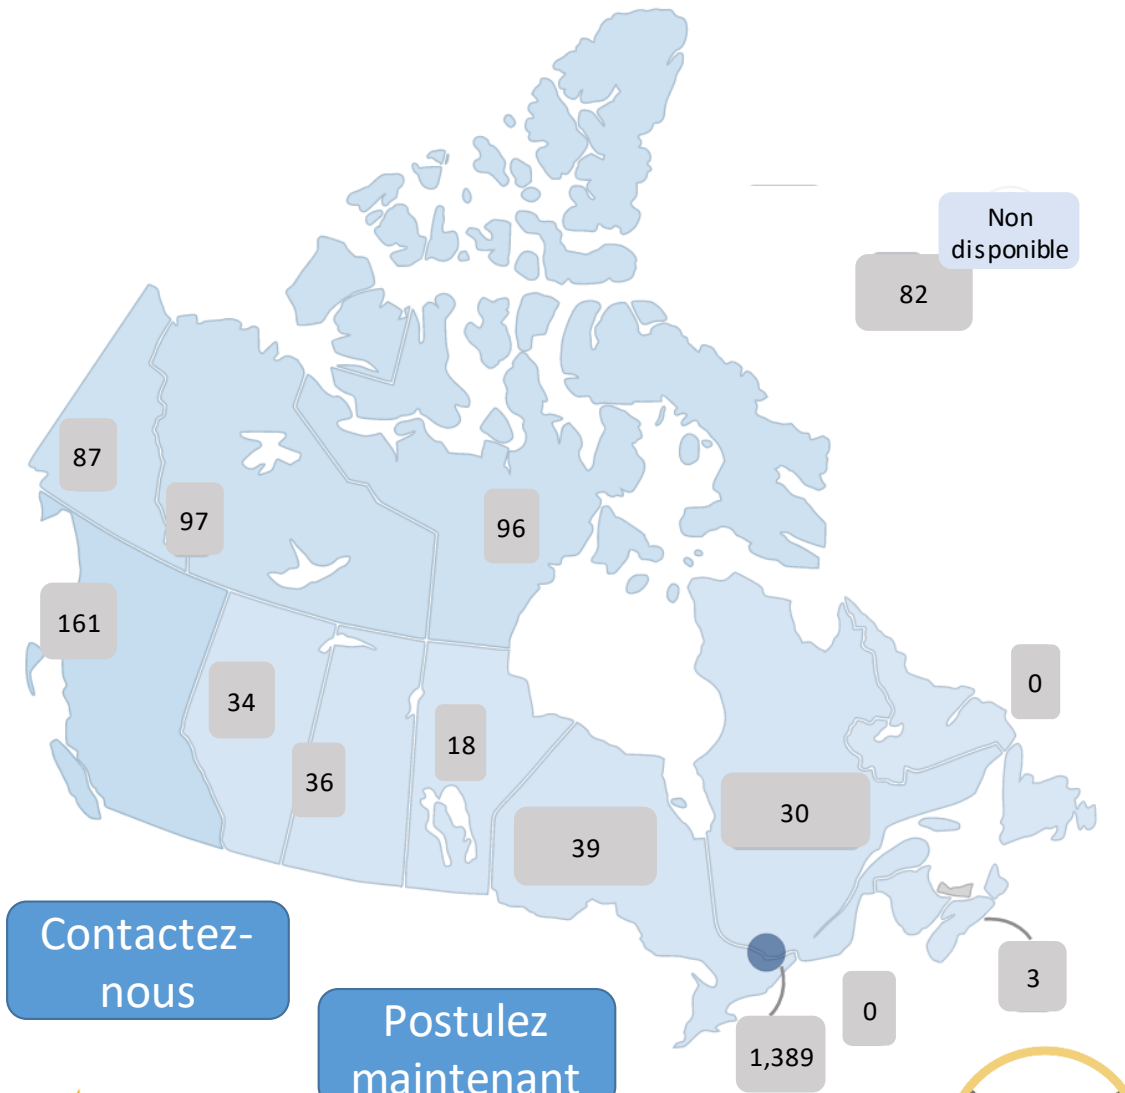 Non
disponible
82
87
97
96
161
0
34
18
36
30
39
Contactez-
nous
3
0
Postulez
maintenant
1,389